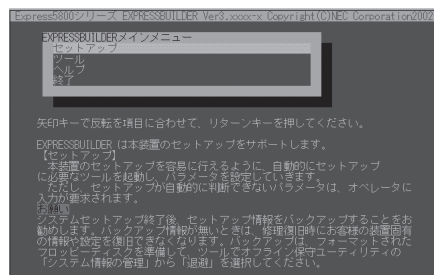 Express5800シリーズ EXPRESSBUILDER Ver3.xxxx-x Copyright(C)NEC Corporation2002
EXPRESSBUILDERメインメニュー
セットアップ
ツール
ヘルプ
終了
矢印キーで反転を項目に合わせて、リターンキーを押してください。
EXPRESSBUILDER は本装置のセットアップをサポートします。
【セットアップ】
本装置のセットアップを容易に行えるように、自動的にセットアップ
に必要なツールを起動し、パラメータを設定していきます。
ただし、セットアップが自動的に判断できないパラメータは、オペレータに
入力が要求されます。
お願い
システムセットアップ終了後、セットアップ情報をバックアップすることをお
勧めします。バックアップ情報が無いときは、修理復旧時にお客様の装置固有
の情報や設定を復旧できなくなります。バックアップは、フォーマットされた
フロッピーディスクを準備して、ツールでオフライン保守ユーティリティの
「システム情報の管理」から「退避」を選択してください。